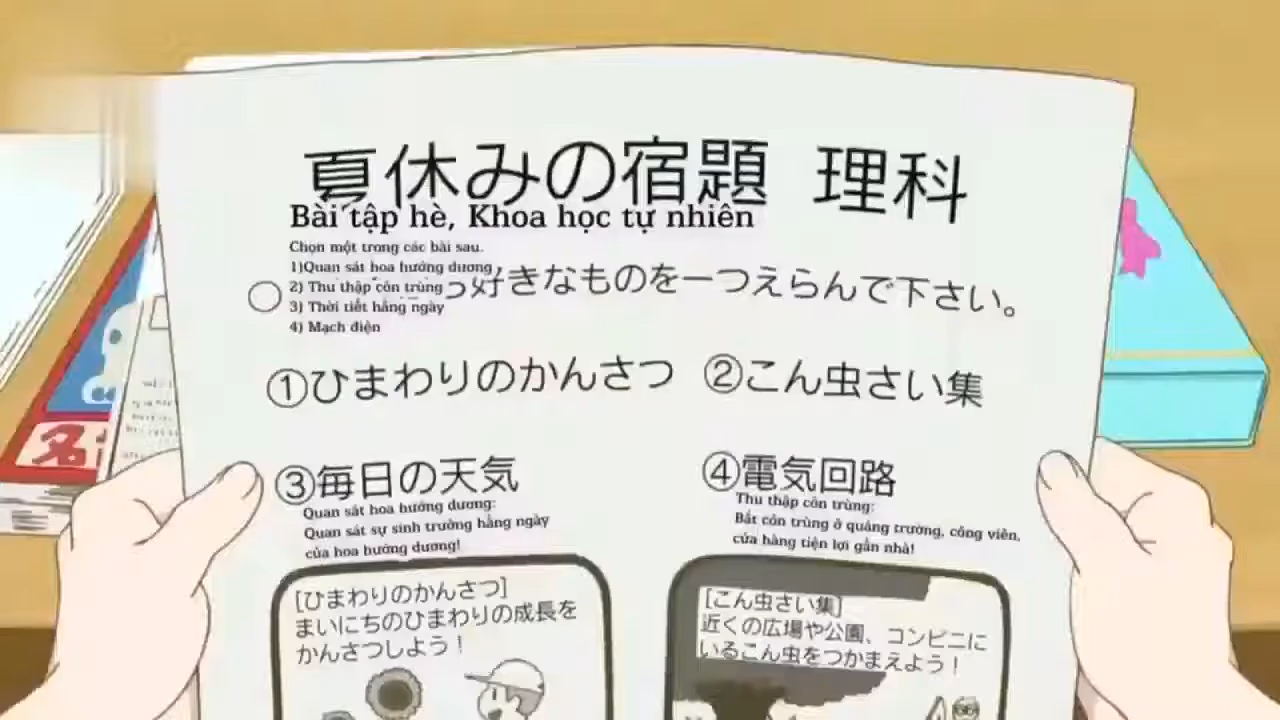 夏休みの宿題 理科
Bài tập hè, Khoa học tự nhiên
Chọn một trong các bài sau.
1)Quan sát hoa hướng dương
2) Thu thập côn trùng
3) Thời tiết hằng ngày
4) Mạch điện
好きなものを一つえらんで下さい。
①ひまわりのかんさつ ②こん虫さい集
③毎日の天気 ④電気回路
Quan sát hoa hướng dương:
Quan sát sự sinh trưởng hằng ngày
của hoa hướng dương!
Thu thập côn trùng:
Bắt côn trùng ở quảng trường, công viên,
cửa hàng tiện lợi gần nhà!
[ひまわりのかんさつ]
まいにちのひまわりの成長を
かんさつしよう！
[こん虫さい集]
近くの広場や公園、コンビニに
いるこん虫をつかまえよう！